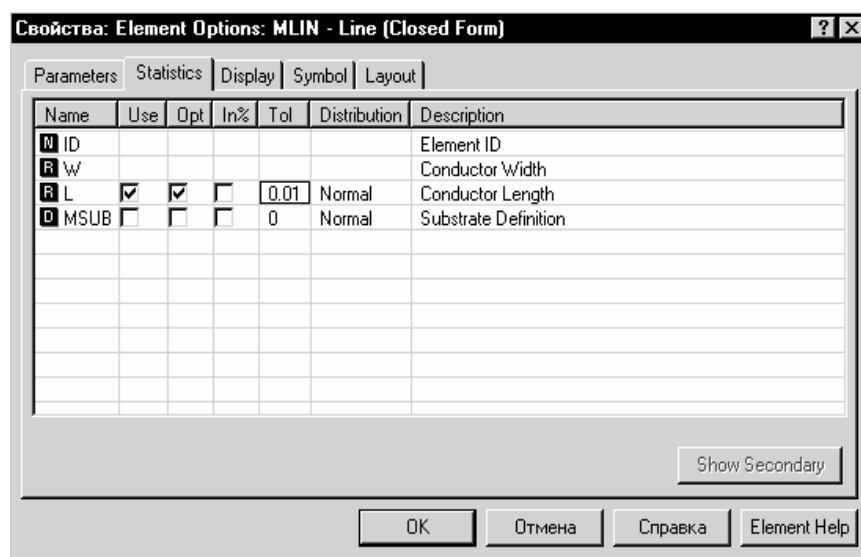 Свойства: Element Options: MLIN - Line (Closed Form) ? X
Parameters Statistics Display Symbol Layout
Name Use Opt In% Tol Distribution Description
N ID Element ID
R W Conductor Width
R L 0.01 Normal Conductor Length
D MSUB 0 Normal Substrate Definition
Show Secondary
OK Отмена Справка Element Help